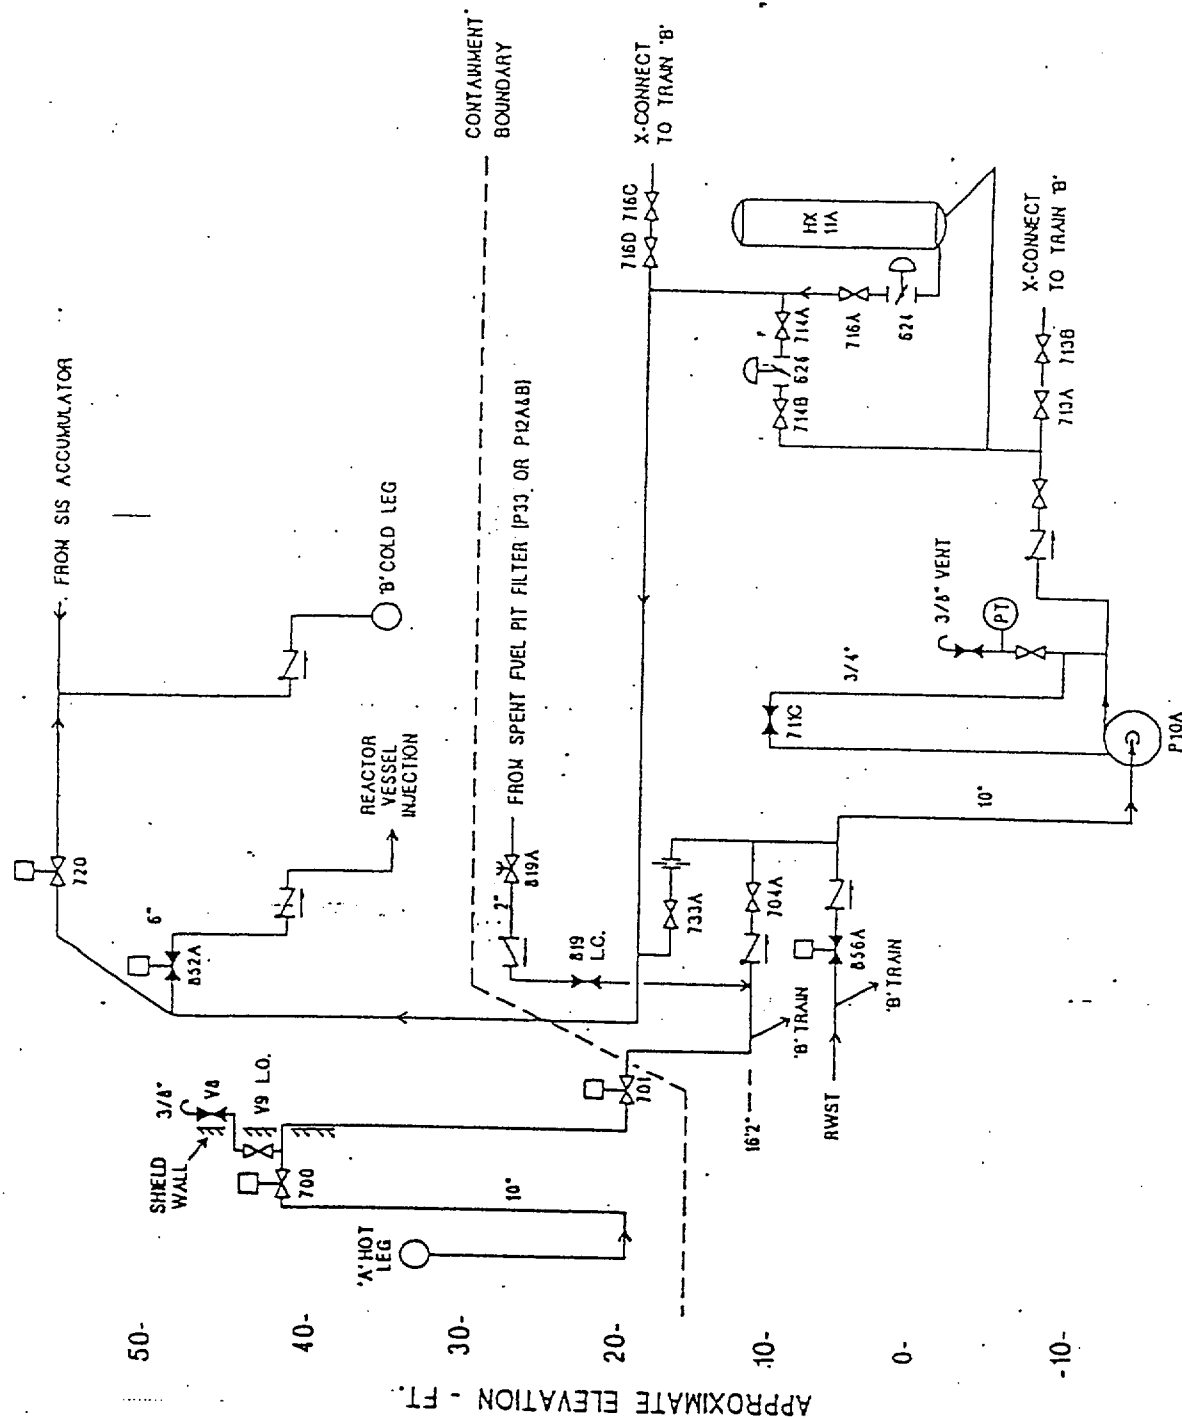 FROM SIS ACCUMULATOR
CONTAINMENT
BOUNDARY
X-CONNECT
TO TRAIN 'B'
'B' COLD LEG
720
6"
852A
REACTOR
VESSEL
INJECTION
FROM SPENT FUEL PIT FILTER (P33 OR P12A&B)
2"
819A
819
L.C.
716D 716C
HX
11A
714B
626
714A
716A
624
X-CONNECT
TO TRAIN 'B'
713A
713B
3/8" VENT
PT
3/4"
711C
P10A
10"
733A
704A
856A
'B' TRAIN
'B' TRAIN
RWST
16'2"
701
3/8"
V8
V9 L.O.
SHIELD
WALL
700
10"
'A' HOT
LEG
50-
40-
30-
20-
10-
0-
-10-
APPROXIMATE ELEVATION - FT.